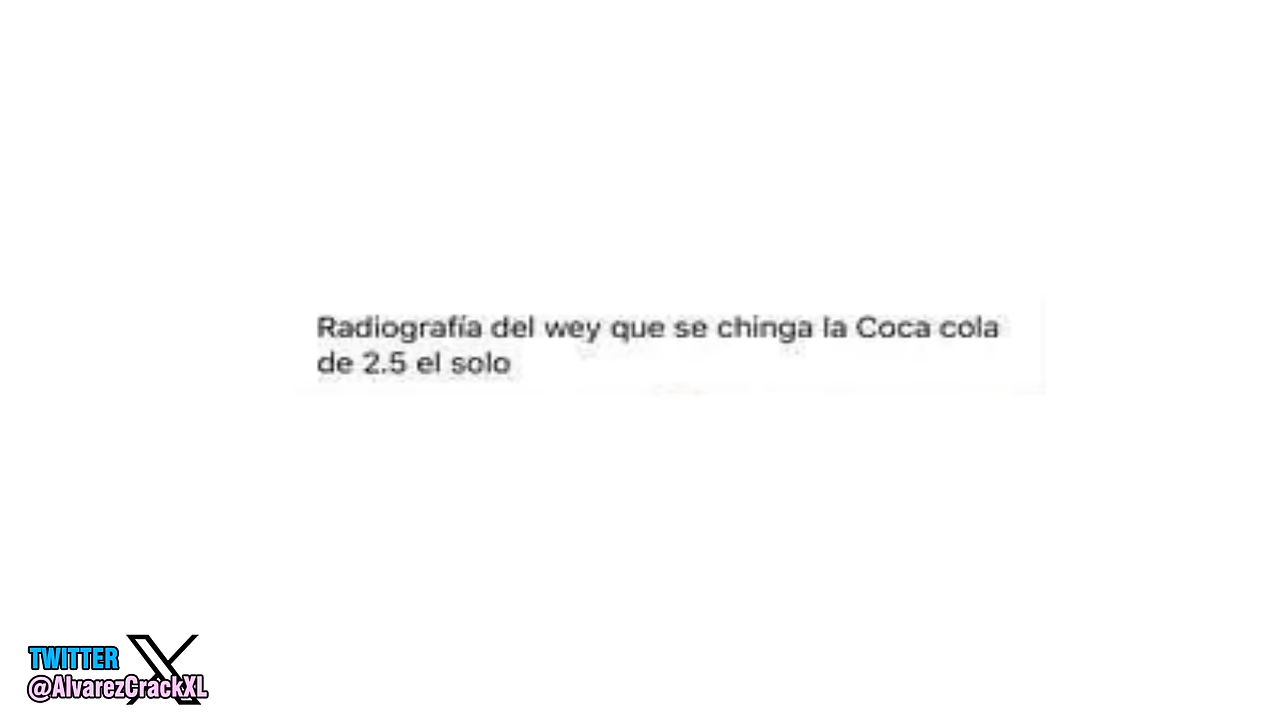 Radiografía del wey que se chinga la Coca cola
de 2.5 el solo
TWITTER X
@AlvarezCrackXL